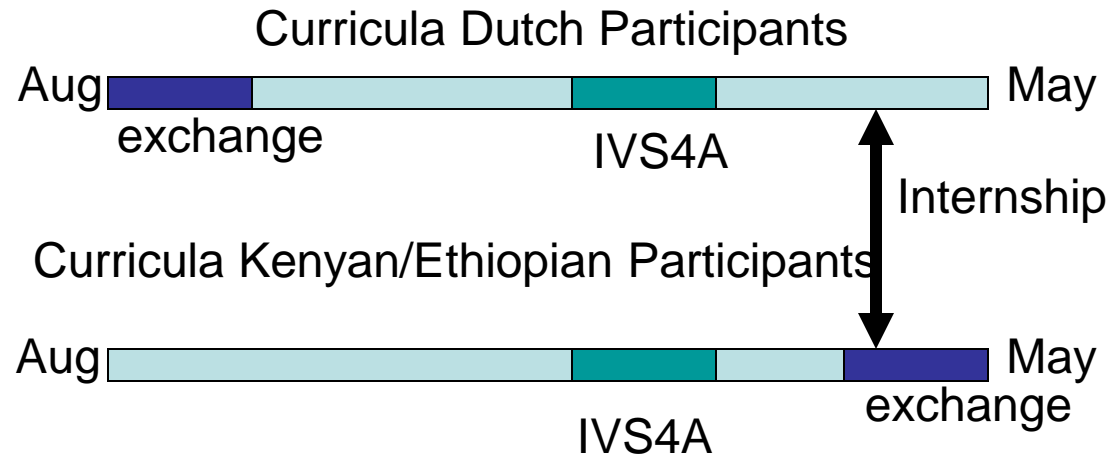 Curricula Dutch Participants
Aug
May
exchange
IVS4A
Internship
Curricula Kenyan/Ethiopian Participants
Aug
May
exchange
IVS4A